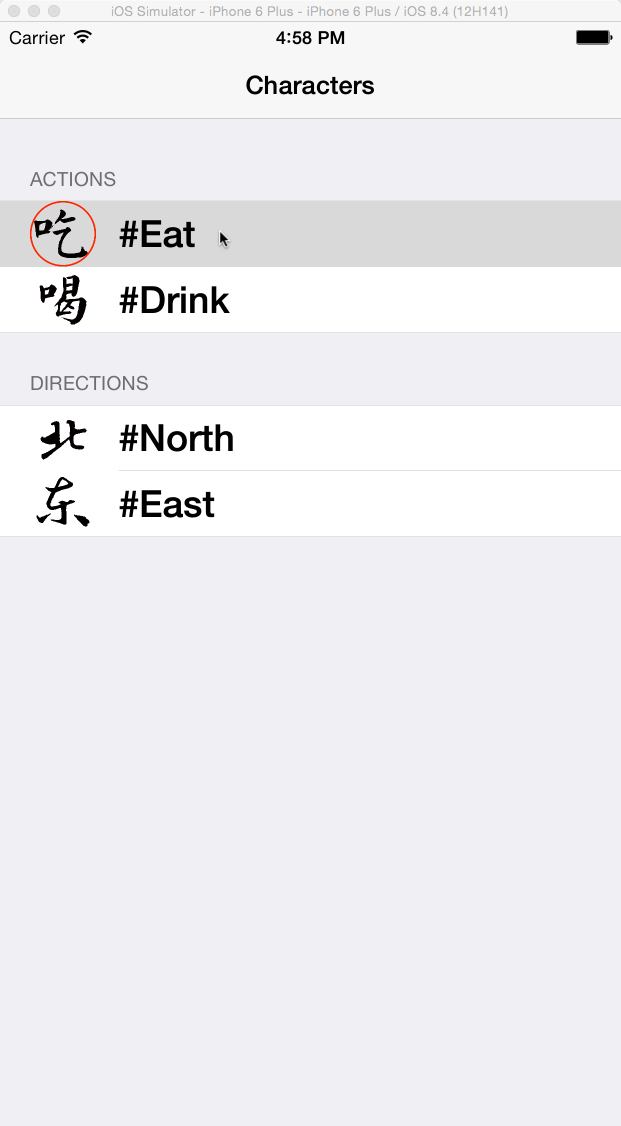 iOS Simulator - iPhone 6 Plus - iPhone 6 Plus / iOS 8.4 (12H141)
Carrier 4:58 PM
Characters
ACTIONS
吃 #Eat
喝 #Drink
DIRECTIONS
北 #North
东 #East